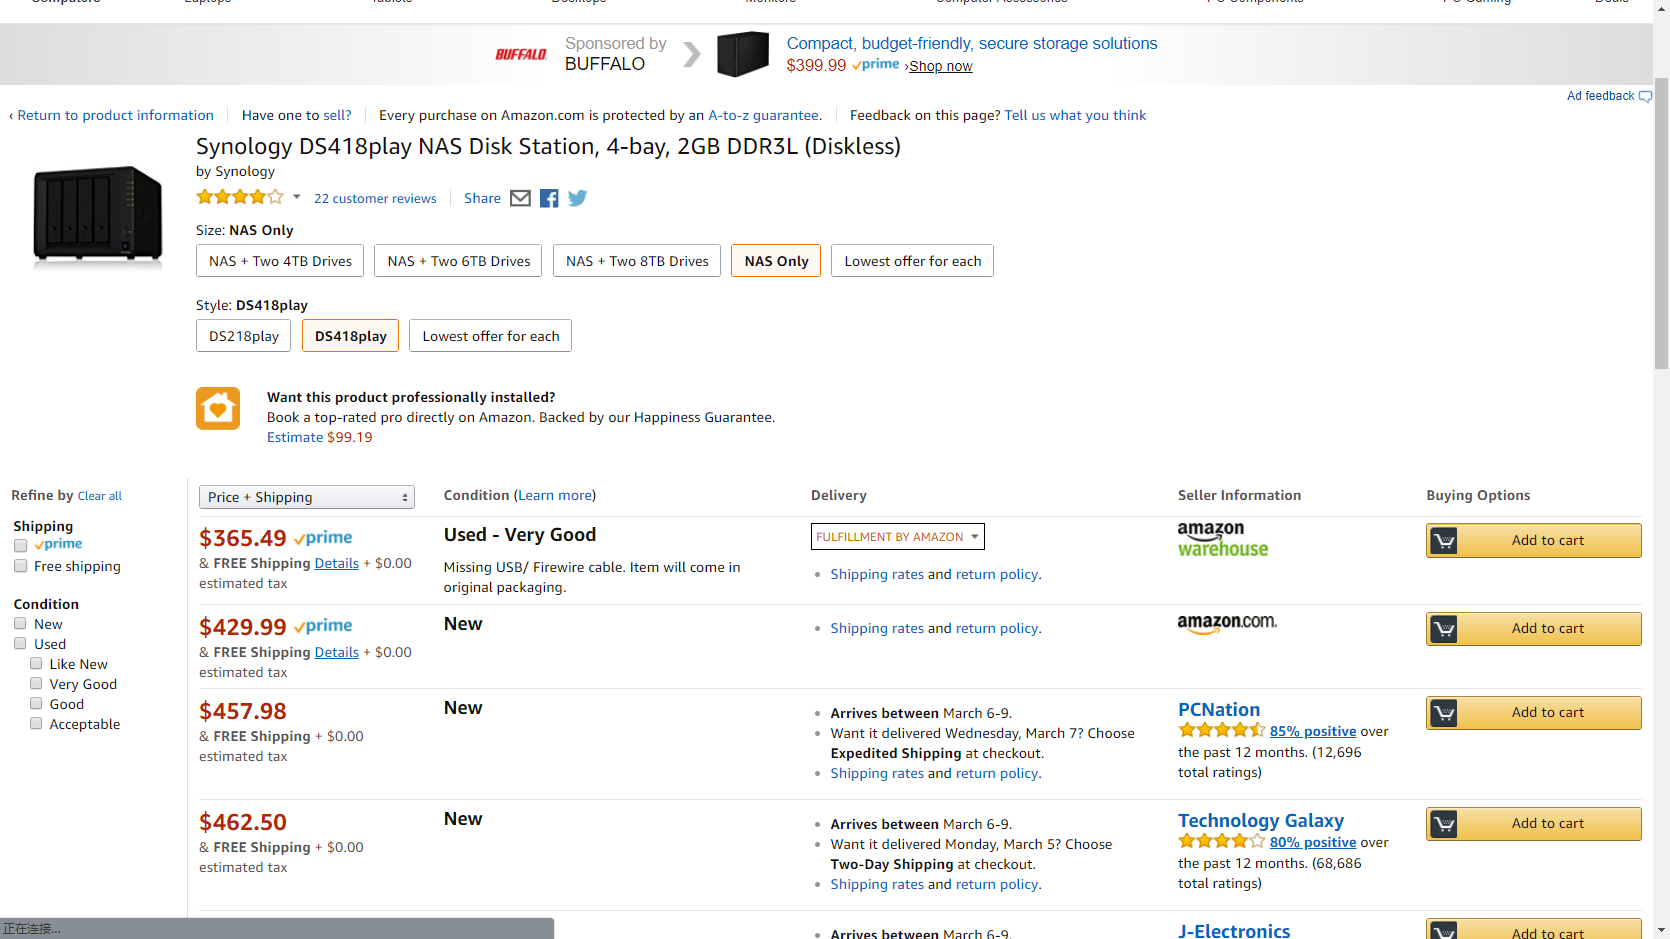 Computers Laptops Tablets Desktops Monitors Computer Accessories PC Components PC Gaming Deals
BUFFALO Sponsored by BUFFALO
Compact, budget-friendly, secure storage solutions
$399.99 prime ›Shop now
Ad feedback
‹ Return to product information Have one to sell? Every purchase on Amazon.com is protected by an A-to-z guarantee. Feedback on this page? Tell us what you think
Synology DS418play NAS Disk Station, 4-bay, 2GB DDR3L (Diskless)
by Synology
22 customer reviews Share
Size: NAS Only
NAS + Two 4TB Drives NAS + Two 6TB Drives NAS + Two 8TB Drives NAS Only Lowest offer for each
Style: DS418play
DS218play DS418play Lowest offer for each
Want this product professionally installed?
Book a top-rated pro directly on Amazon. Backed by our Happiness Guarantee.
Estimate $99.19
Refine by Clear all
Shipping
prime
Free shipping
Condition
New
Used
Like New
Very Good
Good
Acceptable
Price + Shipping Condition (Learn more) Delivery Seller Information Buying Options
$365.49 prime
& FREE Shipping Details + $0.00
estimated tax
Used - Very Good
Missing USB/ Firewire cable. Item will come in
original packaging.
FULFILLMENT BY AMAZON
• Shipping rates and return policy.
amazon
warehouse
Add to cart
$429.99 prime
& FREE Shipping Details + $0.00
estimated tax
New
• Shipping rates and return policy.
amazon.com.
Add to cart
$457.98
& FREE Shipping + $0.00
estimated tax
New
• Arrives between March 6-9.
• Want it delivered Wednesday, March 7? Choose
Expedited Shipping at checkout.
• Shipping rates and return policy.
PCNation
85% positive over
the past 12 months. (12,696
total ratings)
Add to cart
$462.50
& FREE Shipping + $0.00
estimated tax
New
• Arrives between March 6-9.
• Want it delivered Monday, March 5? Choose
Two-Day Shipping at checkout.
• Shipping rates and return policy.
Technology Galaxy
80% positive over
the past 12 months. (68,686
total ratings)
Add to cart
• Arrives between March 6-9.
J-Electronics
Add to cart
正在连接...